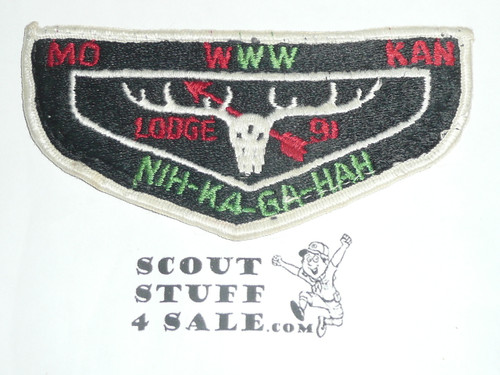 MO WWW KAN
LODGE 91
NIH-KA-GA-HAH
SCOUT
STUFF
4 SALE.COM